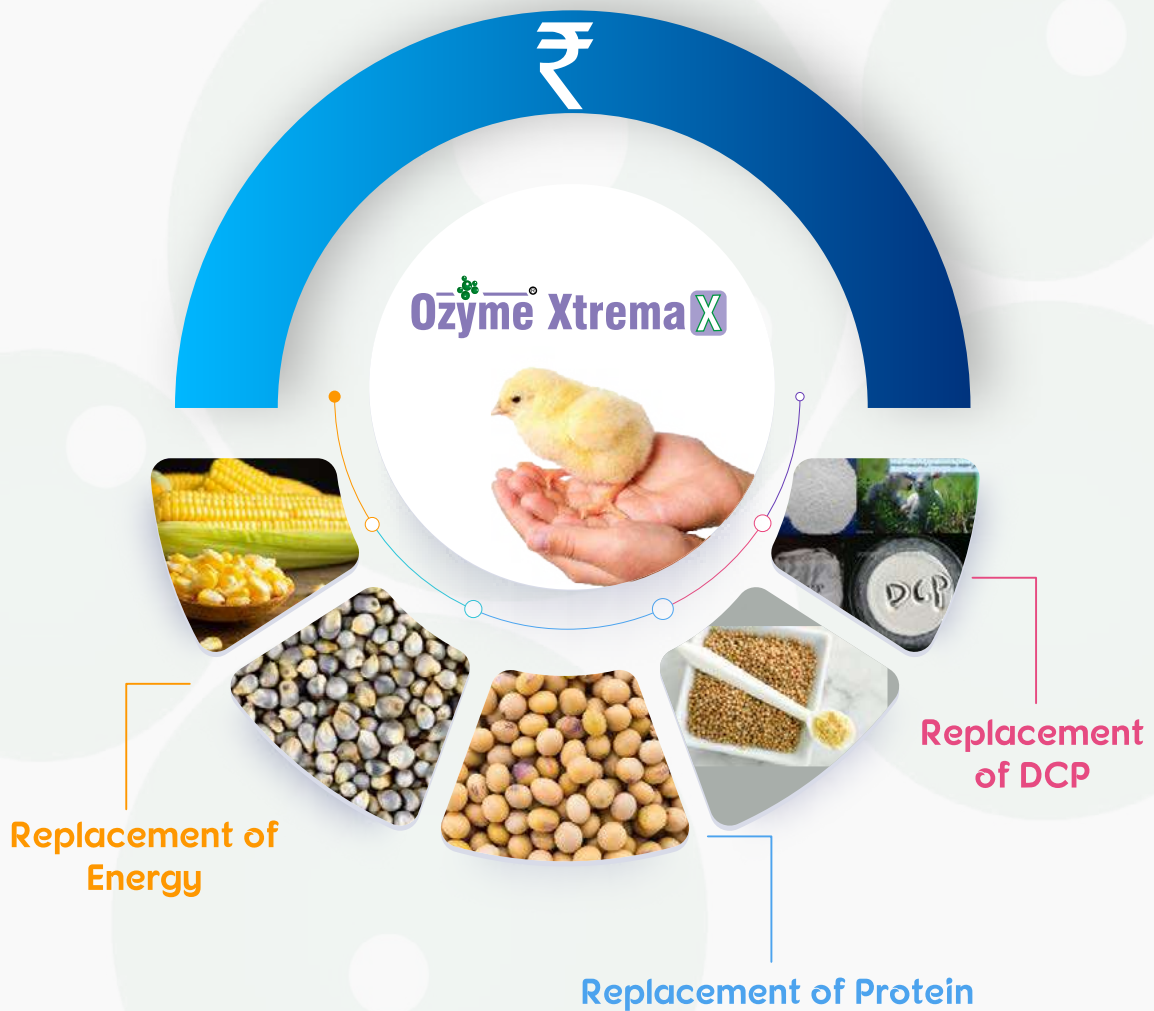 ₹
Ozyme® Xtrema X
DCP
Replacement
of DCP
Replacement of
Energy
Replacement of Protein